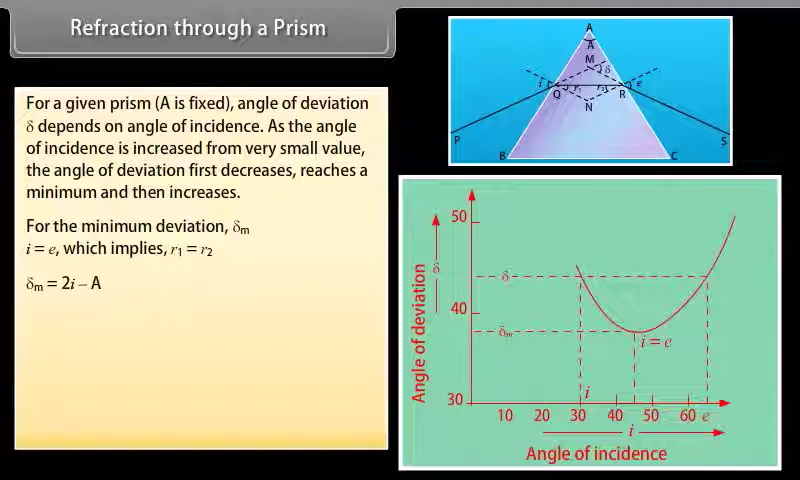 Refraction through a Prism
For a given prism (A is fixed), angle of deviation
δ depends on angle of incidence. As the angle
of incidence is increased from very small value,
the angle of deviation first decreases, reaches a
minimum and then increases.
For the minimum deviation, δm
i = e, which implies, r1 = r2
δm = 2i – A
A
A
M
δ
i
Q
r1
r2
R
e
N
P
S
B
C
50
δ
δ
40
δm
i = e
30
i
10 20 30 40 50 60 e
i
Angle of deviation
Angle of incidence